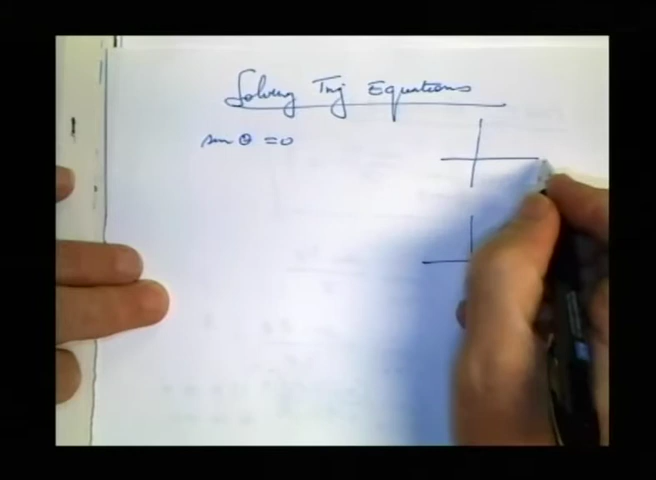 Solving Trig Equations
sin θ = 0